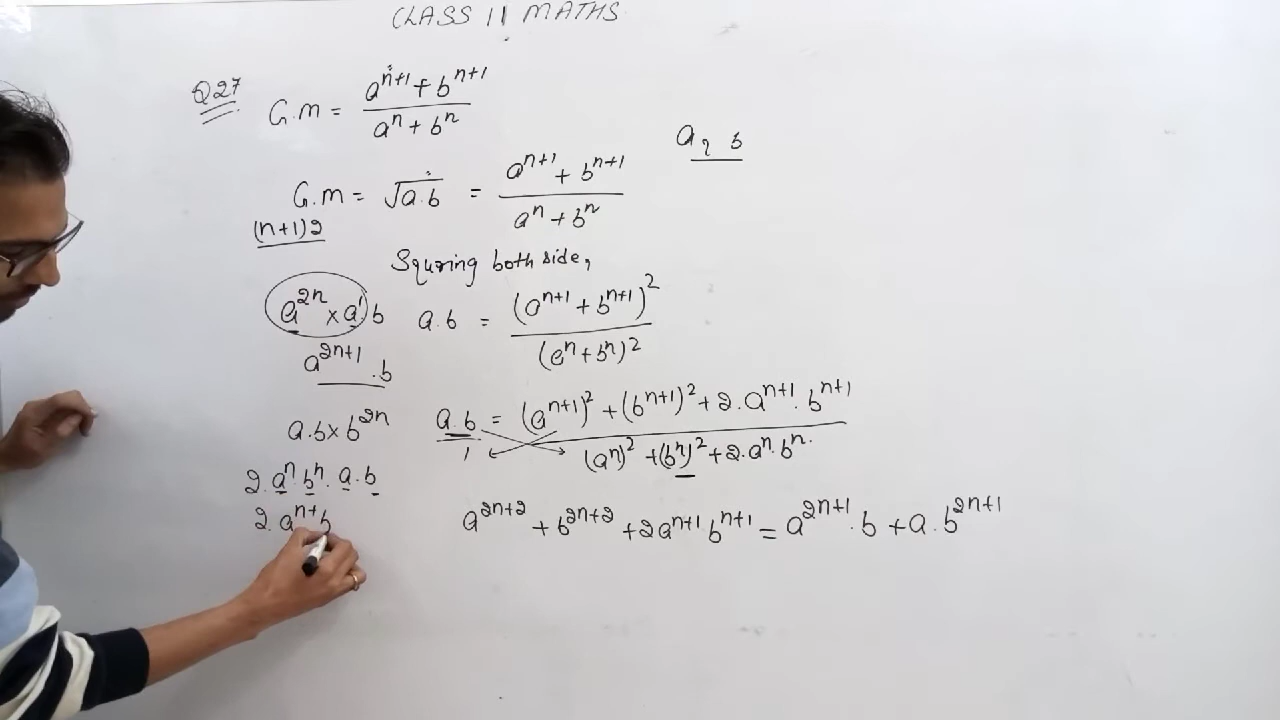 CLASS 11 MATHS
Q27
G.m = (a^(n+1) + b^(n+1)) / (a^n + b^n)
a, b
G.m = √(a.b) = (a^(n+1) + b^(n+1)) / (a^n + b^n)
(n+1)2
Squring both side,
a^(2n) × a^1.b
a.b = (a^(n+1) + b^(n+1))^2 / (a^n + b^n)^2
a^(2n+1) .b
a.b × b^(2n)
a.b / 1 = ((a^(n+1))^2 + (b^(n+1))^2 + 2.a^(n+1).b^(n+1)) / ((a^n)^2 + (b^n)^2 + 2.a^n.b^n)
2.a^n.b^n.a.b
2.a^(n+) b
a^(2n+2) + b^(2n+2) + 2a^(n+1) b^(n+1) = a^(2n+1).b + a.b^(2n+1)